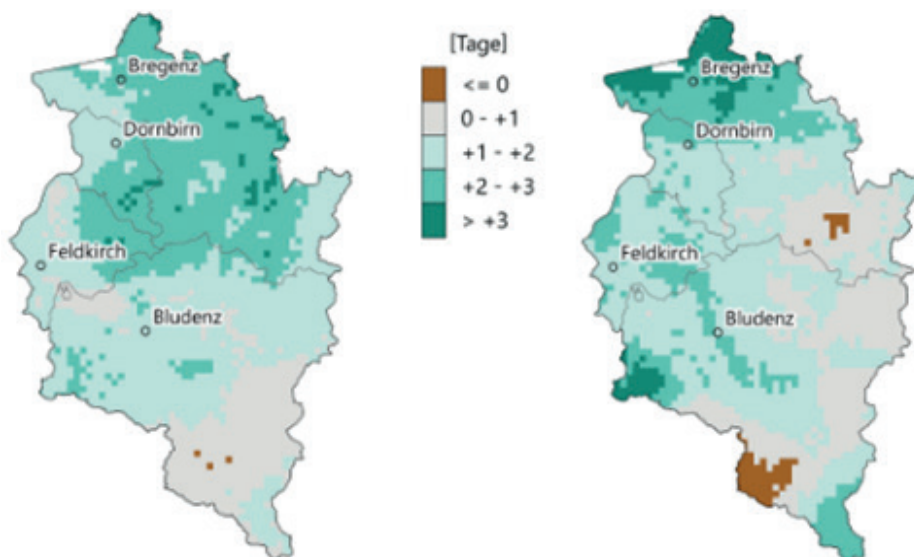 Bregenz
Dornbirn
Feldkirch
Bludenz
[Tage]
<= 0
0 - +1
+1 - +2
+2 - +3
> +3
Bregenz
Dornbirn
Feldkirch
Bludenz